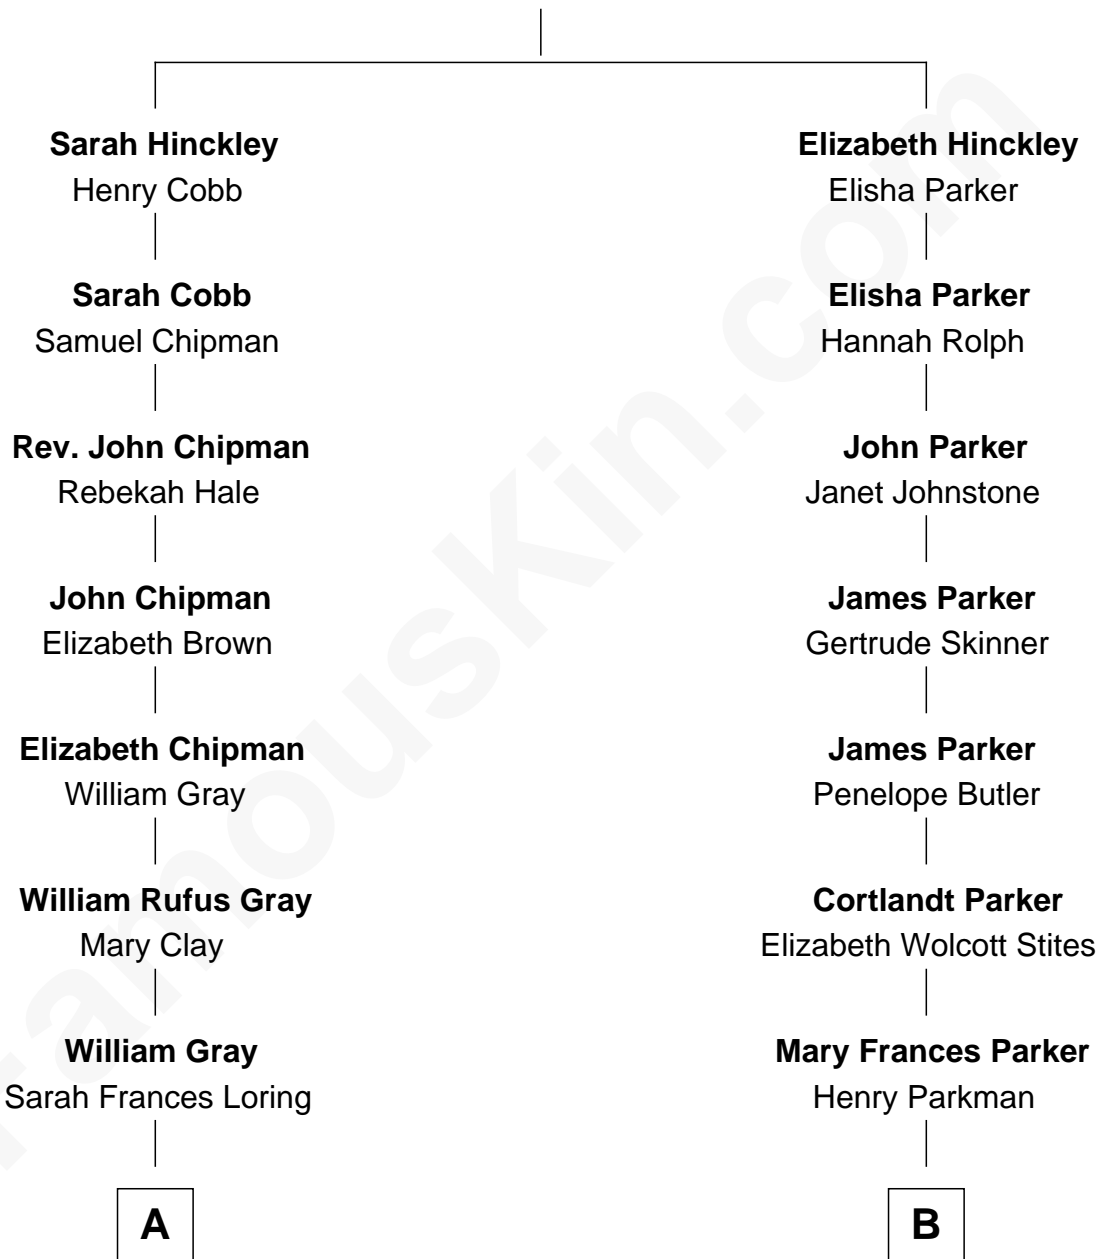 Sarah Hinckley
Henry Cobb
Elizabeth Hinckley
Elisha Parker
Sarah Cobb
Samuel Chipman
Elisha Parker
Hannah Rolph
Rev. John Chipman
Rebekah Hale
John Parker
Janet Johnstone
John Chipman
Elizabeth Brown
James Parker
Gertrude Skinner
Elizabeth Chipman
William Gray
James Parker
Penelope Butler
William Rufus Gray
Mary Clay
Cortlandt Parker
Elizabeth Wolcott Stites
William Gray
Sarah Frances Loring
Mary Frances Parker
Henry Parkman
A
B
FamousKin.com